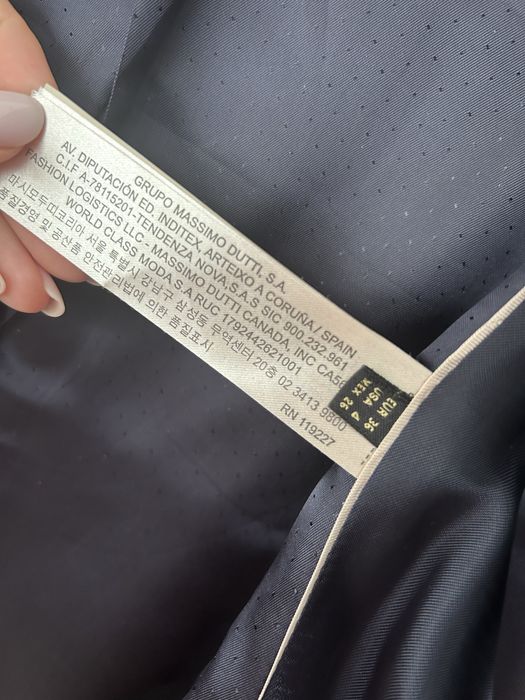 GRUPO MASSIMO DUTTI, S.A.
AV. DIPUTACIÓN ED. INDITEX, ARTEIXO A CORUÑA / SPAIN
C.I.F A-78115201-TENDENZA NOVA S.A.S SIC 900.232.961
FASHION LOGISTICS LLC - MASSIMO DUTTI CANADA, INC CA56
WORLD CLASS MODA S.A RUC 1792442621001
마시모두띠코리아 서울 특별시 강남구 삼성동 무역센터 20층 02 3413 9800
품질경영 및 공산품 안전관리법에 의한 품질표시
RN 119227
EUR 36
USA 4
MEX 26